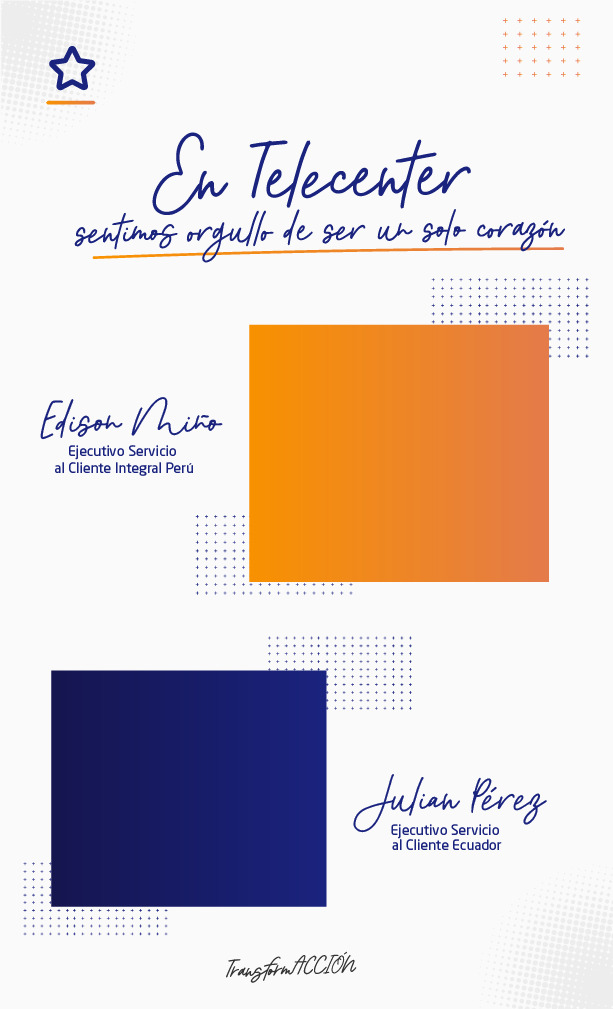 En Telecenter
sentimos orgullo de ser un solo corazón
Edison Miño
Ejecutivo Servicio
al Cliente Integral Perú
Julian Pérez
Ejecutivo Servicio
al Cliente Ecuador
TransformACCIÓN